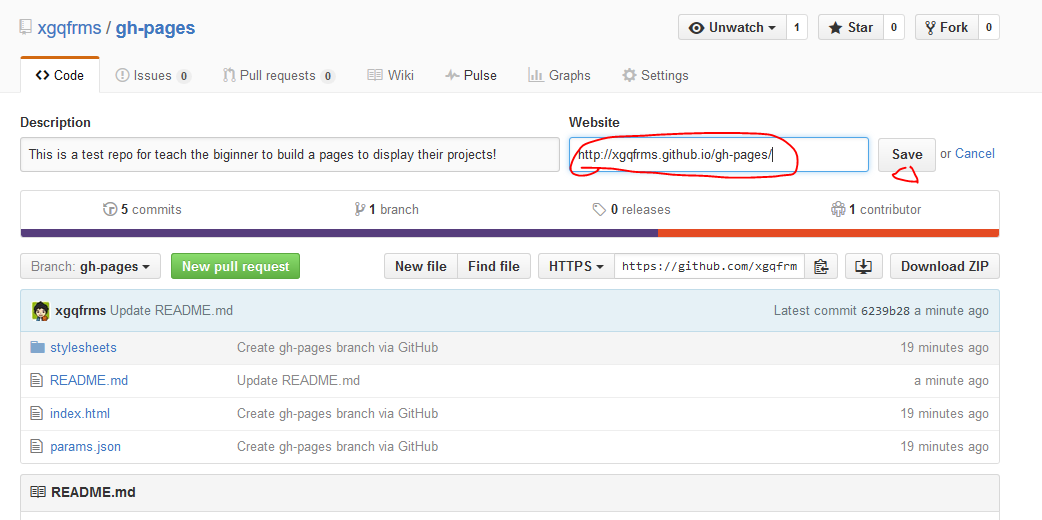 xgqfrms / gh-pages
Unwatch 1 Star 0 Fork 0
Code Issues 0 Pull requests 0 Wiki Pulse Graphs Settings
Description Website
This is a test repo for teach the biginner to build a pages to display their projects! http://xgqfrms.github.io/gh-pages/ Save or Cancel
5 commits 1 branch 0 releases 1 contributor
Branch: gh-pages New pull request New file Find file HTTPS https://github.com/xgqfrm Download ZIP
xgqfrms Update README.md Latest commit 6239b28 a minute ago
stylesheets Create gh-pages branch via GitHub 19 minutes ago
README.md Update README.md a minute ago
index.html Create gh-pages branch via GitHub 19 minutes ago
params.json Create gh-pages branch via GitHub 19 minutes ago
README.md